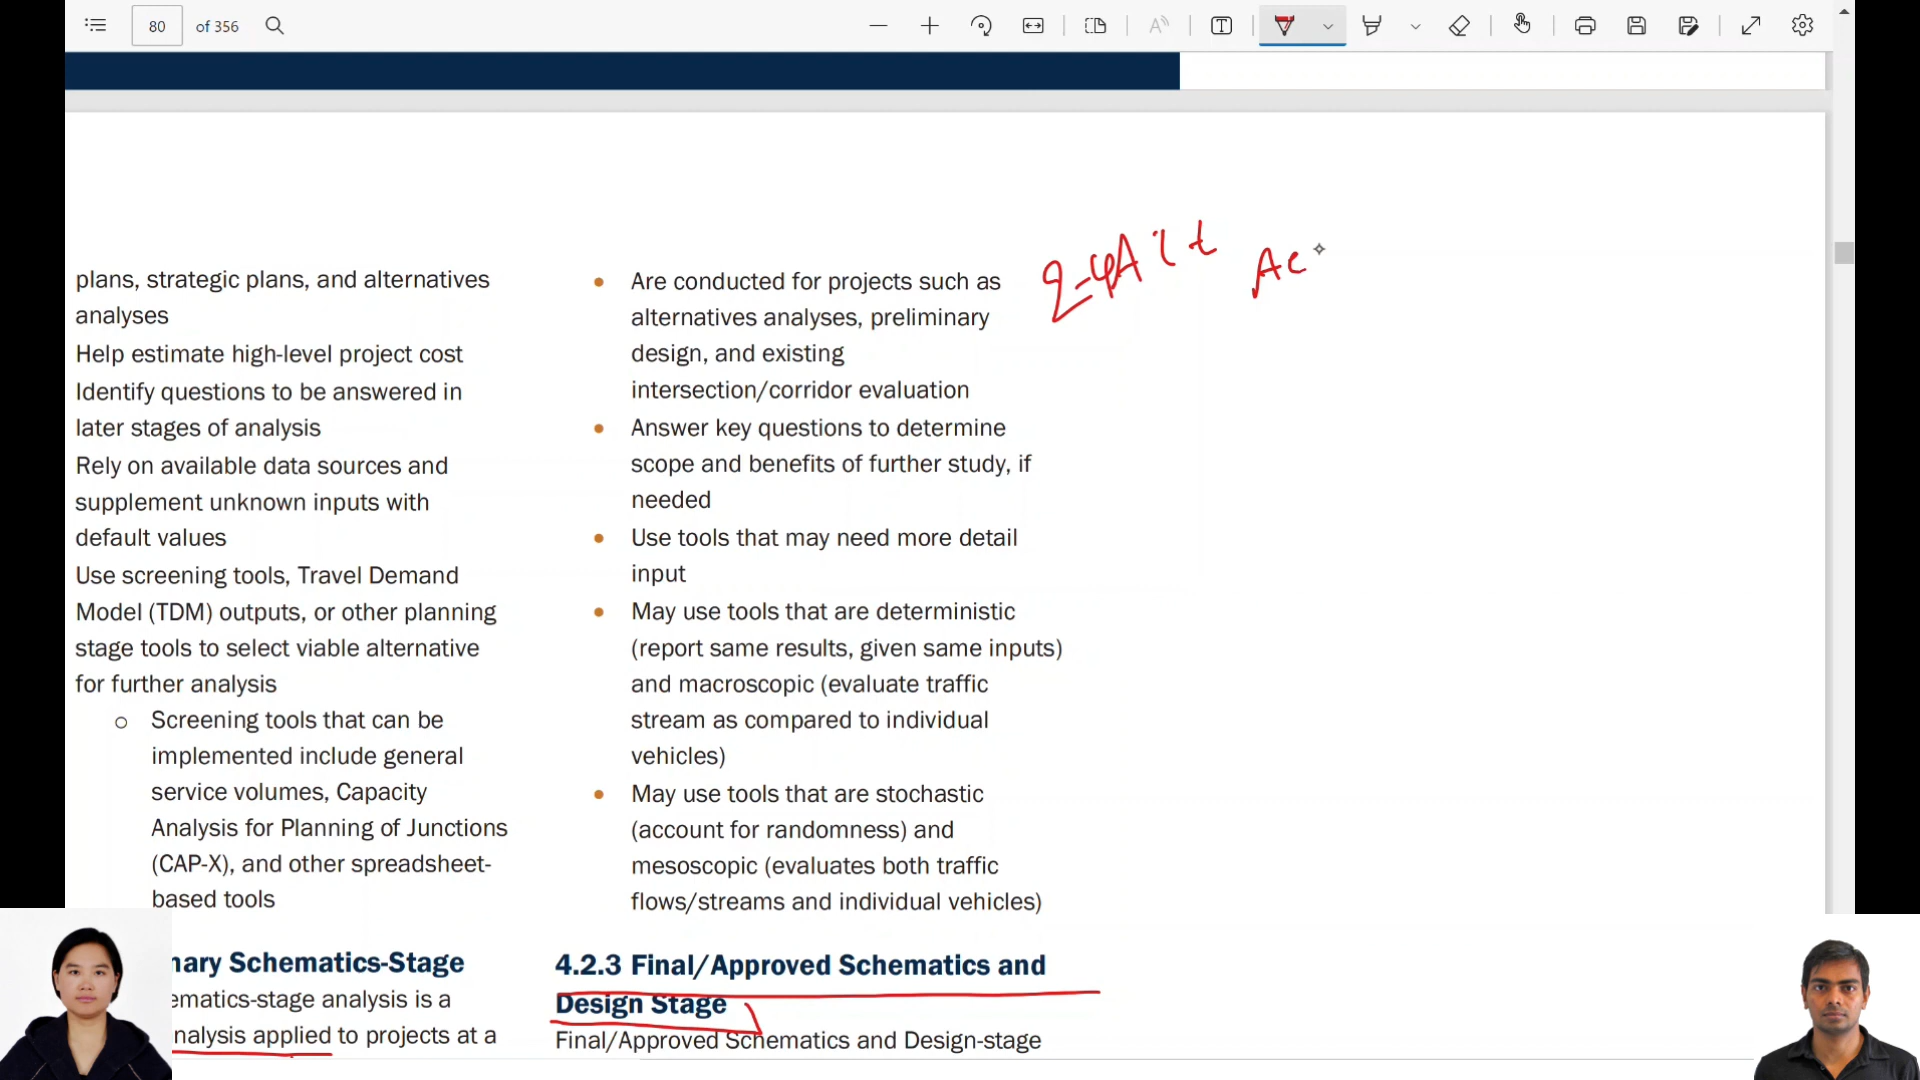 80 of 356
plans, strategic plans, and alternatives
analyses
Help estimate high-level project cost
Identify questions to be answered in
later stages of analysis
Rely on available data sources and
supplement unknown inputs with
default values
Use screening tools, Travel Demand
Model (TDM) outputs, or other planning
stage tools to select viable alternative
for further analysis
o Screening tools that can be
implemented include general
service volumes, Capacity
Analysis for Planning of Junctions
(CAP-X), and other spreadsheet-
based tools
nary Schematics-Stage
ematics-stage analysis is a
nalysis applied to projects at a
• Are conducted for projects such as
alternatives analyses, preliminary
design, and existing
intersection/corridor evaluation
• Answer key questions to determine
scope and benefits of further study, if
needed
• Use tools that may need more detail
input
• May use tools that are deterministic
(report same results, given same inputs)
and macroscopic (evaluate traffic
stream as compared to individual
vehicles)
• May use tools that are stochastic
(account for randomness) and
mesoscopic (evaluates both traffic
flows/streams and individual vehicles)
4.2.3 Final/Approved Schematics and
Design Stage
Final/Approved Schematics and Design-stage